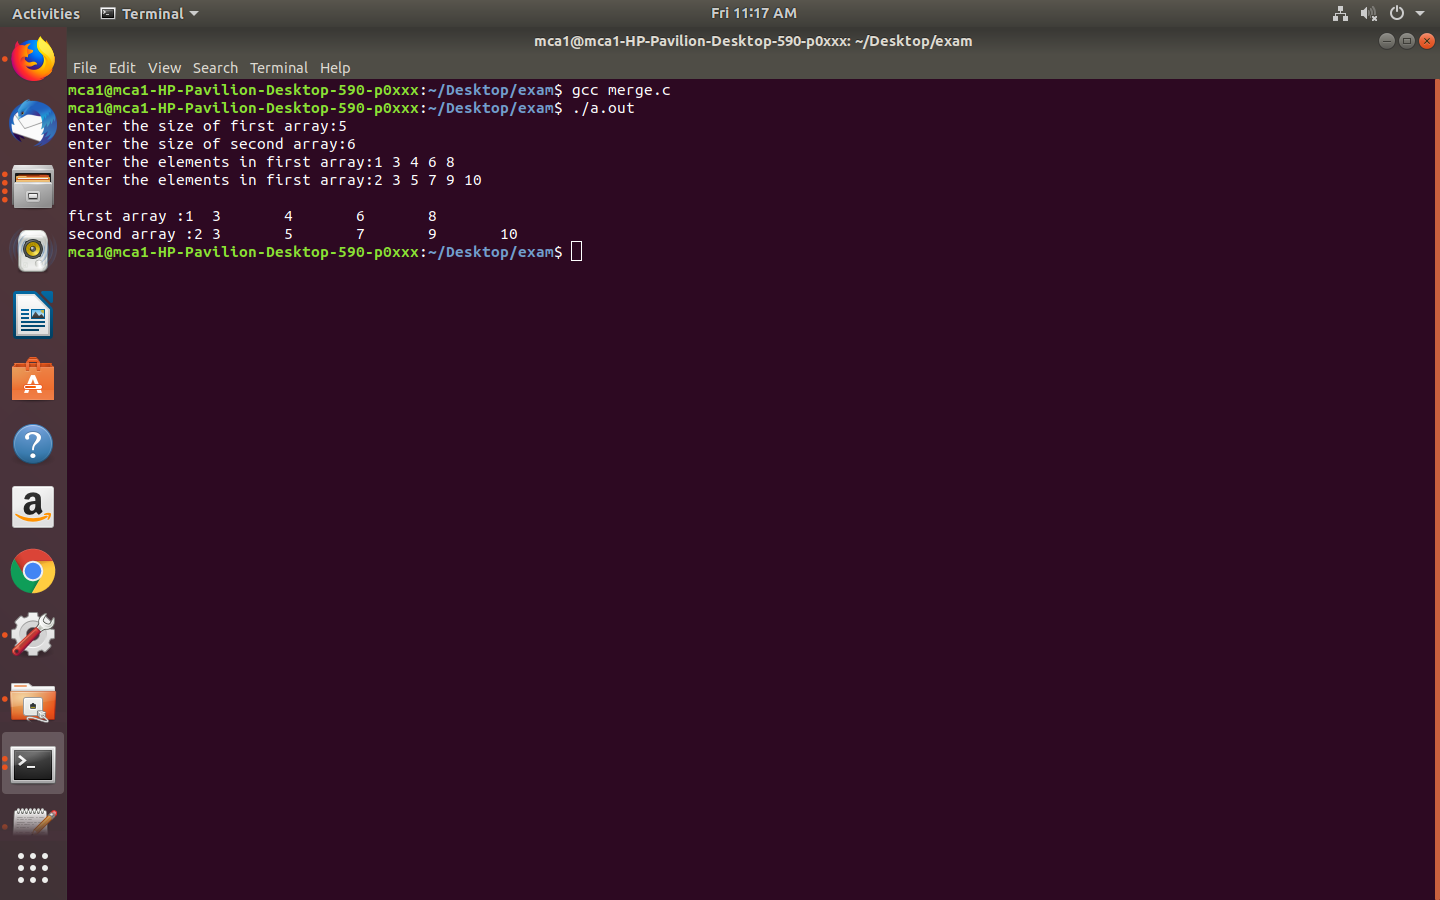 Activities Terminal Fri 11:17 AM
mca1@mca1-HP-Pavilion-Desktop-590-p0xxx: ~/Desktop/exam
File Edit View Search Terminal Help
mca1@mca1-HP-Pavilion-Desktop-590-p0xxx:~/Desktop/exam$ gcc merge.c
mca1@mca1-HP-Pavilion-Desktop-590-p0xxx:~/Desktop/exam$ ./a.out
enter the size of first array:5
enter the size of second array:6
enter the elements in first array:1 3 4 6 8
enter the elements in first array:2 3 5 7 9 10
first array :1 3 4 6 8
second array :2 3 5 7 9 10
mca1@mca1-HP-Pavilion-Desktop-590-p0xxx:~/Desktop/exam$